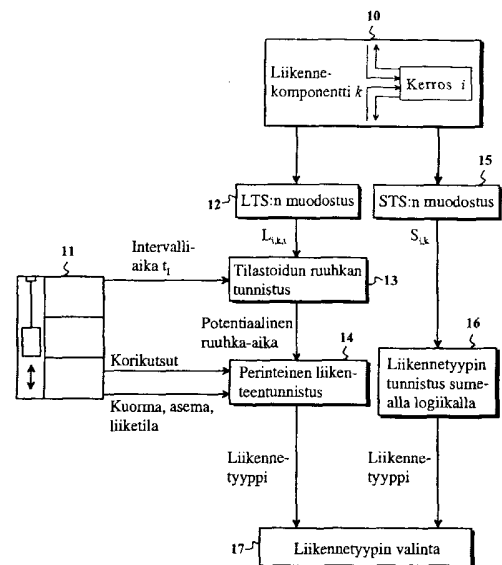 10
Liikenne-
komponentti k
Kerros i
12
LTS:n muodostus
15
STS:n muodostus
L i,k,t
S i,k
11
Intervalli-
aika tI
Tilastoidun ruuhkan
tunnistus
13
Potentiaalinen
ruuhka-aika
14
16
Korikutsut
Perinteinen liiken-
teentunnistus
Kuorma, asema,
liiketila
Liikennetyypin
tunnistus sume-
alla logiikalla
Liikenne-
tyyppi
Liikenne-
tyyppi
17
Liikennetyypin valinta